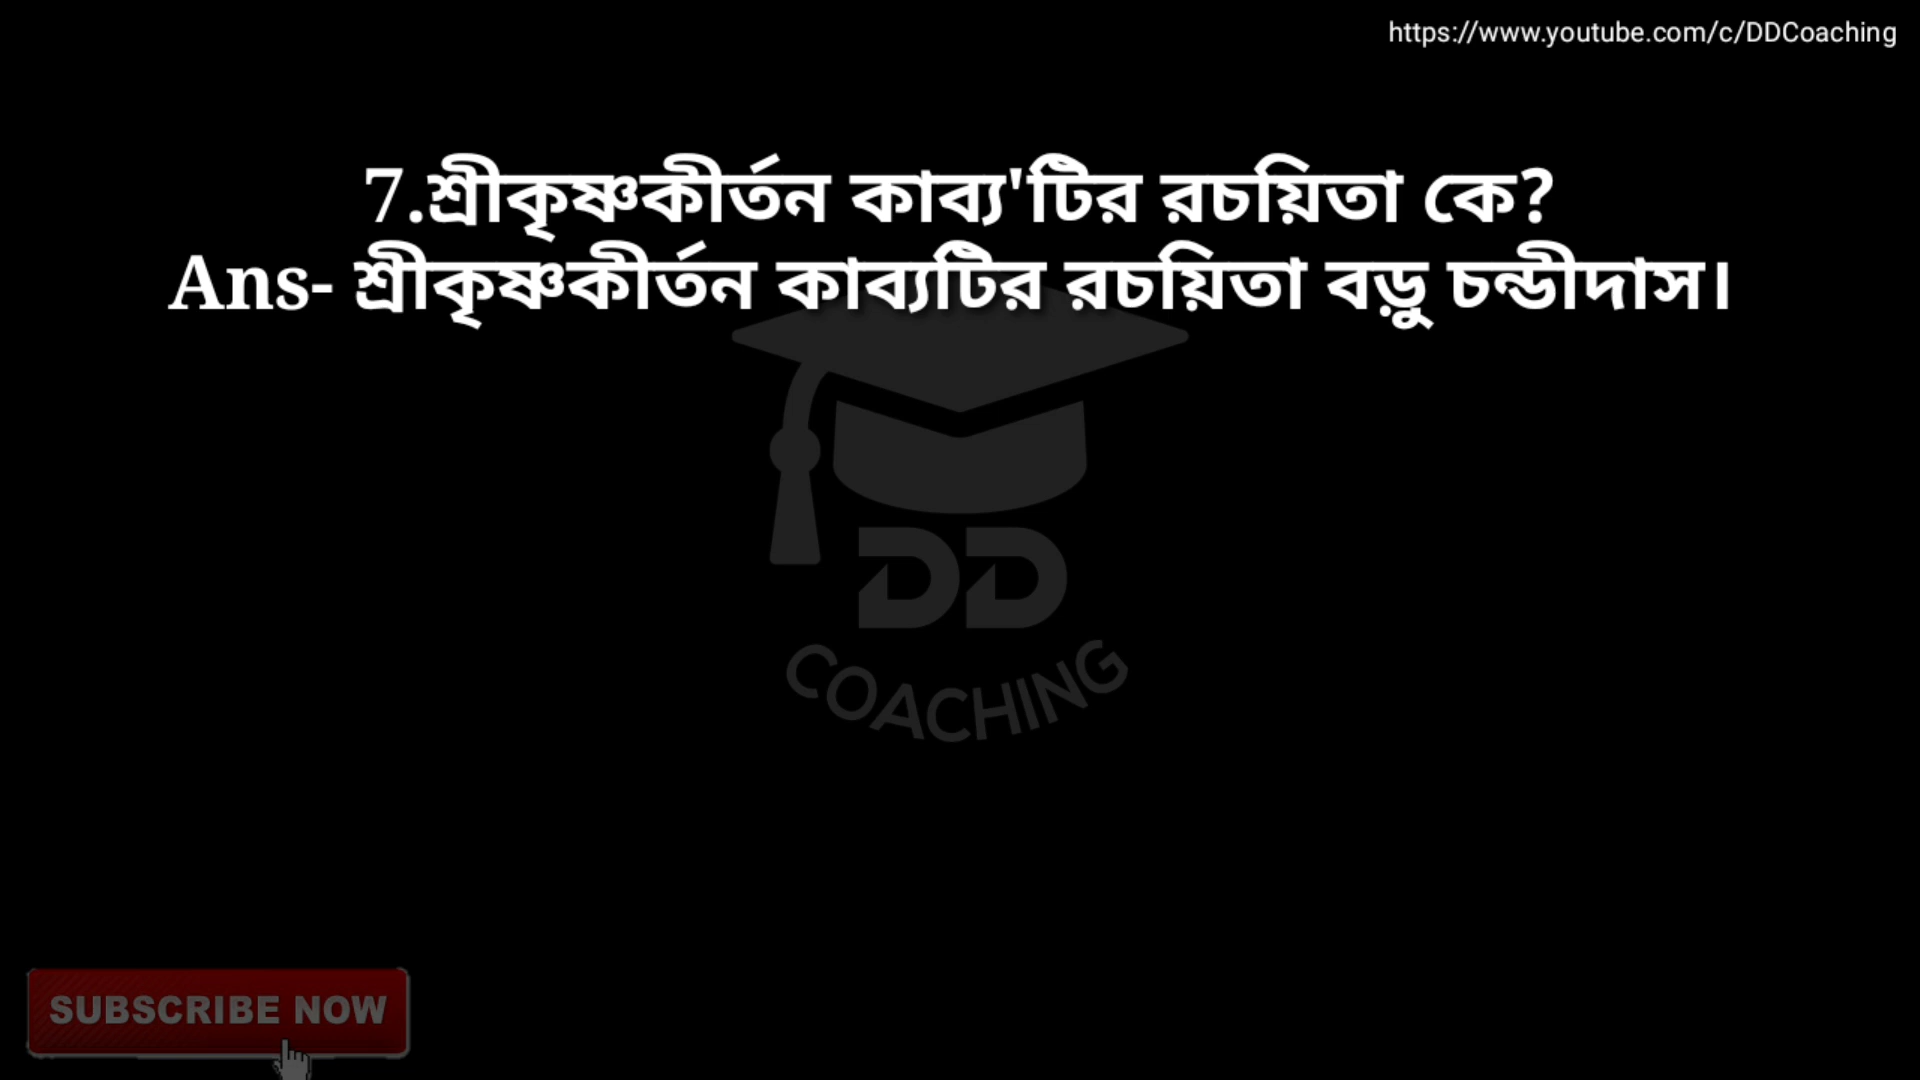 https://www.youtube.com/c/DDCoaching
7.শ্রীকৃষ্ণকীর্তন কাব্য'টির রচয়িতা কে?
Ans- শ্রীকৃষ্ণকীর্তন কাব্যটির রচয়িতা বড়ু চন্ডীদাস।
DD
COACHING
SUBSCRIBE NOW